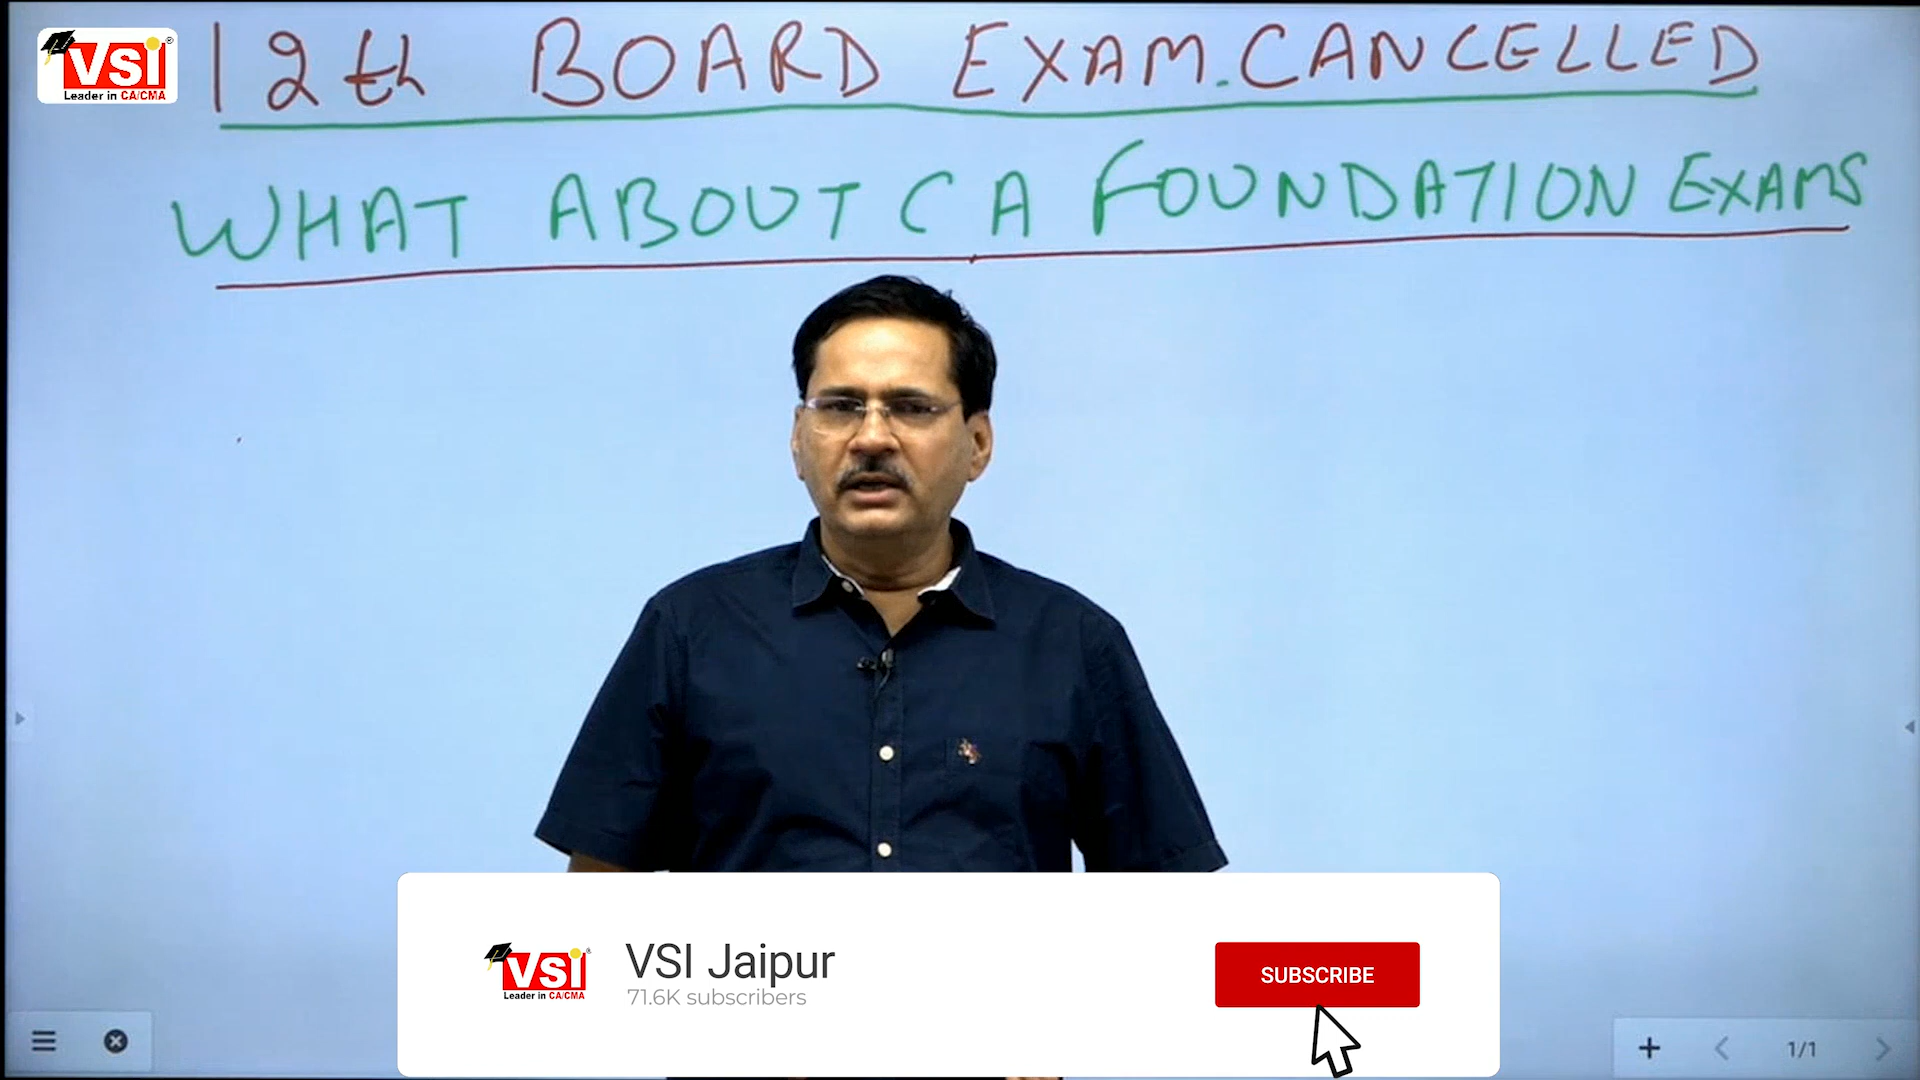 VSI
Leader in CA/CMA
12th BOARD EXAM. CANCELLED
WHAT ABOUT CA FOUNDATION EXAMS
VSI
Leader in CA/CMA
VSI Jaipur
71.6K subscribers
SUBSCRIBE
1/1